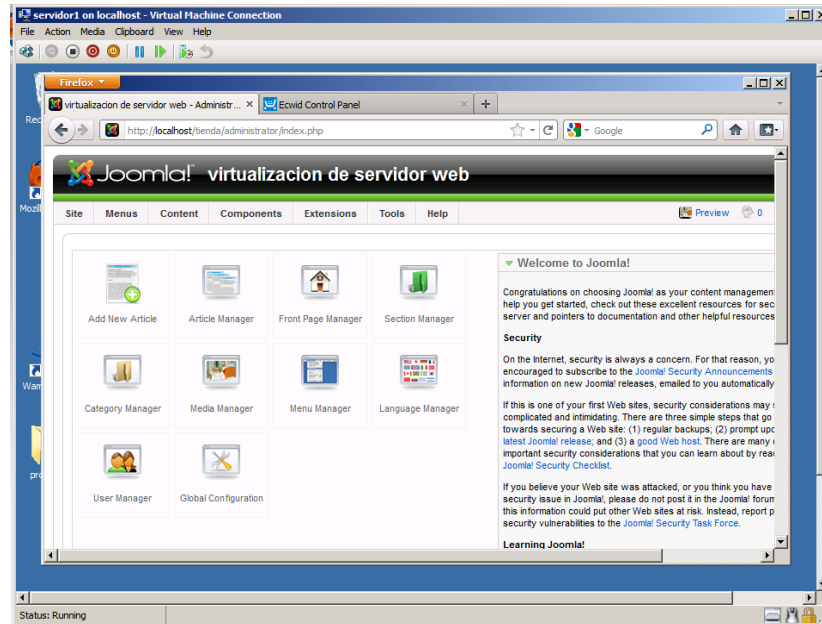 servidor1 on localhost - Virtual Machine Connection
File Action Media Clipboard View Help
Firefox
virtualizacion de servidor web - Administr...
Ecwid Control Panel
http://localhost/tienda/administrator/index.php
Google
Joomla! virtualizacion de servidor web
Site Menus Content Components Extensions Tools Help
Preview 0
Add New Article
Article Manager
Front Page Manager
Section Manager
Category Manager
Media Manager
Menu Manager
Language Manager
User Manager
Global Configuration
Welcome to Joomla!
Congratulations on choosing Joomla! as your content managemen
help you get started, check out these excellent resources for sec
server and pointers to documentation and other helpful resources
Security
On the Internet, security is always a concern. For that reason, yo
encouraged to subscribe to the Joomla! Security Announcements
information on new Joomla! releases, emailed to you automatically
If this is one of your first Web sites, security considerations may
complicated and intimidating. There are three simple steps that go
towards securing a Web site: (1) regular backups; (2) prompt upd
latest Joomla! release; and (3) a good Web host. There are many
important security considerations that you can learn about by rea
Joomla! Security Checklist.
If you believe your Web site was attacked, or you think you have
security issue in Joomla!, please do not post it in the Joomla! forum
this information could put other Web sites at risk. Instead, report p
security vulnerabilities to the Joomla! Security Task Force.
Learning Joomla!
Rec
Mozil
Wam
pro
Status: Running